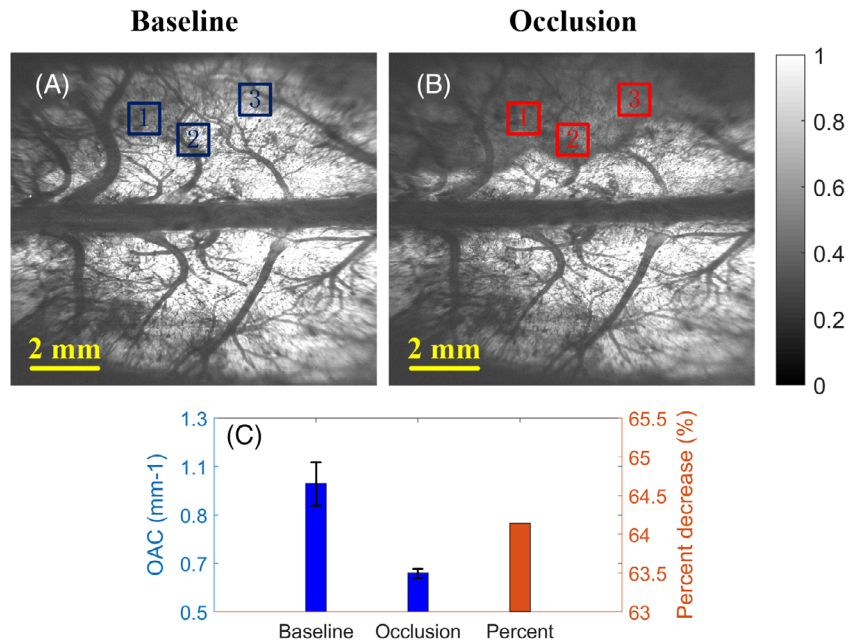 Baseline
Occlusion
(A)
1
2
3
2 mm
(B)
1
2
3
2 mm
1
0.8
0.6
0.4
0.2
0
(C)
OAC (mm-1)
1.3
1.1
0.8
0.7
0.5
Percent decrease (%)
65.5
65
64.5
64
63.5
63
Baseline
Occlusion
Percent